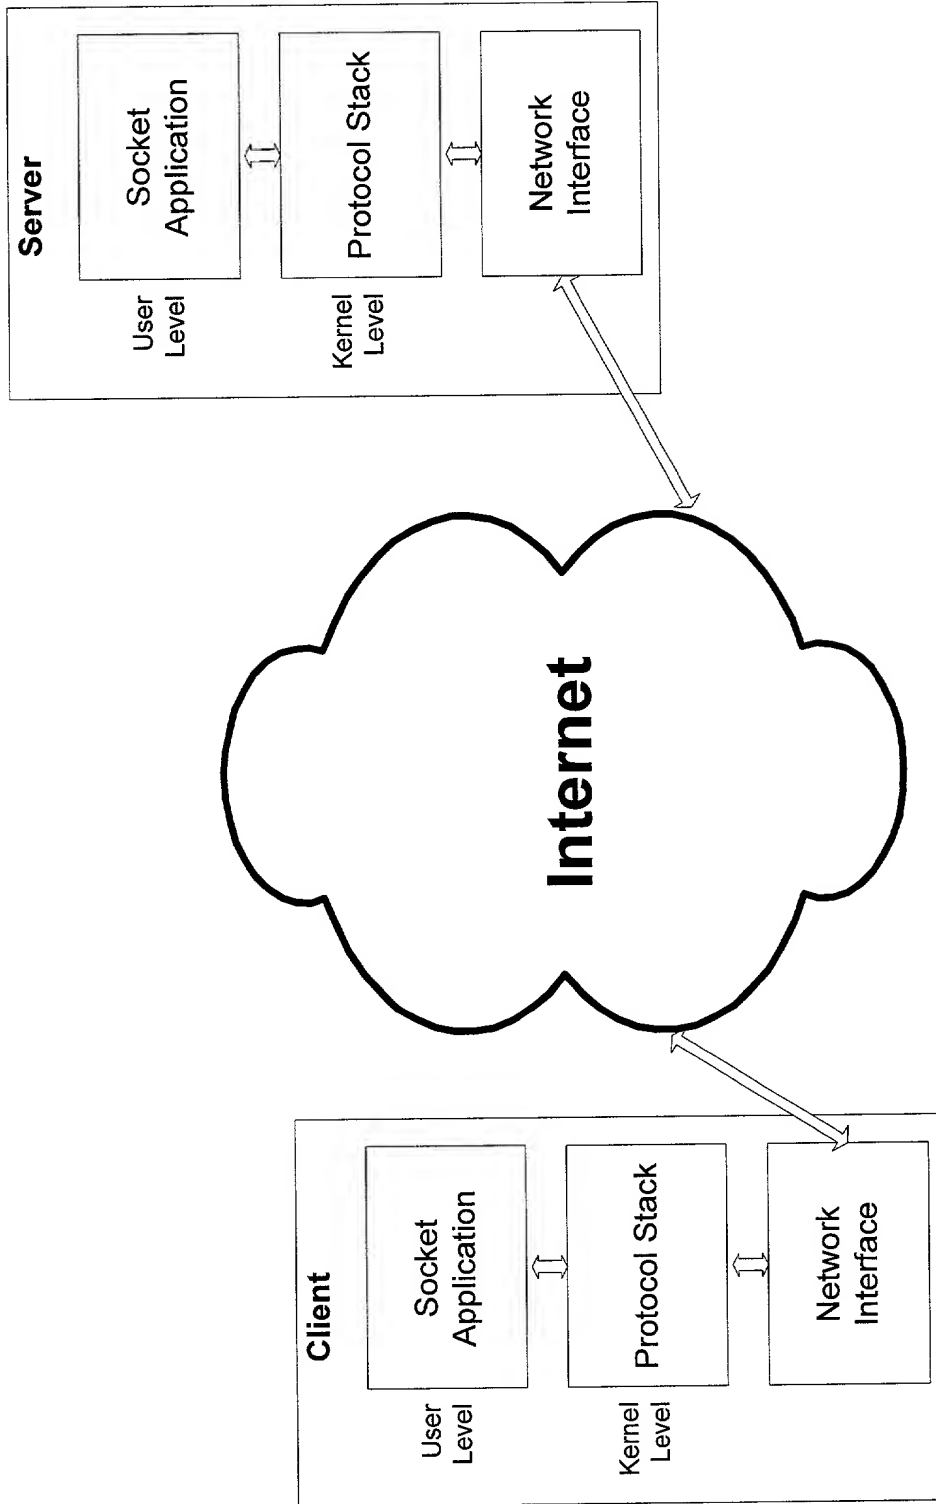 Client
User
Level
Socket
Application
Kernel
Level
Protocol Stack
Network
Interface
Internet
Server
User
Level
Socket
Application
Kernel
Level
Protocol Stack
Network
Interface